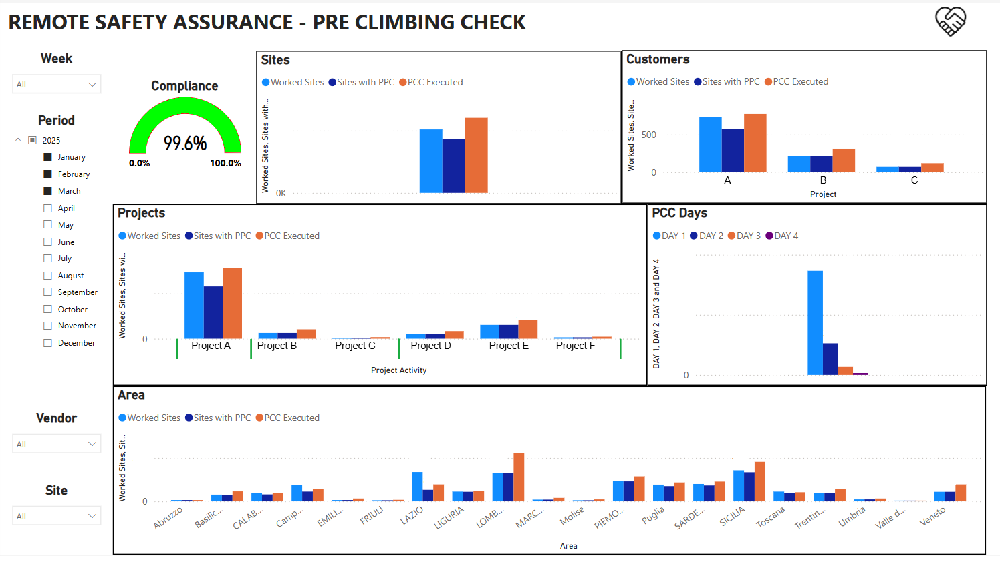 REMOTE SAFETY ASSURANCE - PRE CLIMBING CHECK
Week
All
Period
2025
January
February
March
April
May
June
July
August
September
October
November
December
Vendor
All
Site
All
Compliance
99.6%
0.0% 100.0%
Sites
Worked Sites Sites with PPC PCC Executed
Worked Sites, Sites with...
0K
Customers
Worked Sites Sites with PPC PCC Executed
Worked Sites, Site...
500
0
A B C
Project
Projects
Worked Sites Sites with PPC PCC Executed
Worked Sites, Sites wi...
0
Project A Project B Project C Project D Project E Project F
Project Activity
PCC Days
DAY 1 DAY 2 DAY 3 DAY 4
DAY 1, DAY 2, DAY 3 and DAY 4
0
Area
Worked Sites Sites with PPC PCC Executed
Worked Sites, Sit...
0
Abruzzo Basilic... CALAB... Camp... EMILI... FRIULI LAZIO LIGURIA LOMB... MARC... Molise PIEMO... Puglia SARDE... SICILIA Toscana Trentin... Umbria Valle d... Veneto
Area